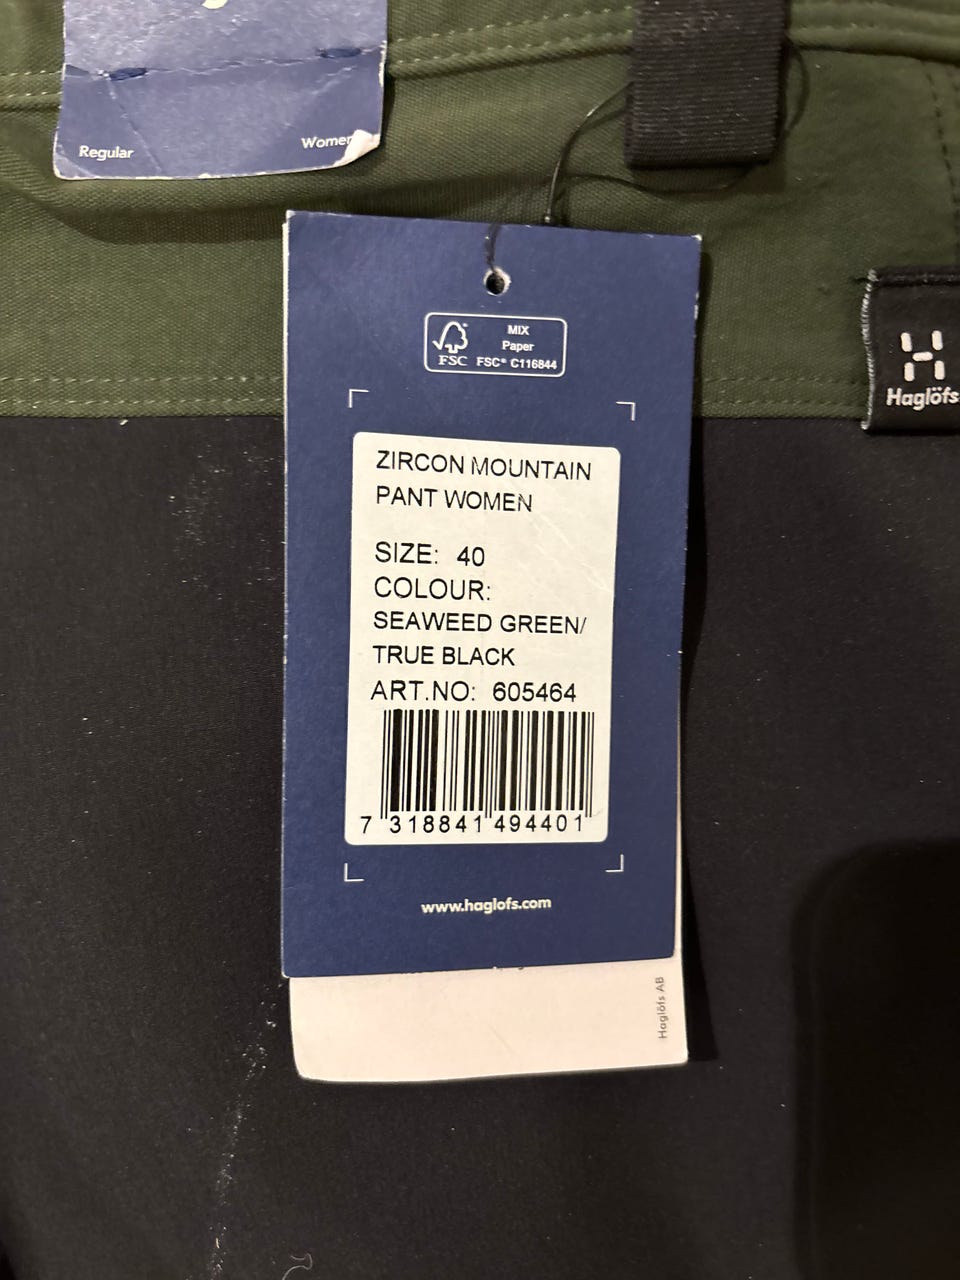 Regular
Women
MIX
Paper
FSC
FSC® C116844
Haglöfs
ZIRCON MOUNTAIN
PANT WOMEN
SIZE: 40
COLOUR:
SEAWEED GREEN/
TRUE BLACK
ART.NO: 605464
7 318841 494401
www.haglofs.com
Haglöfs AB